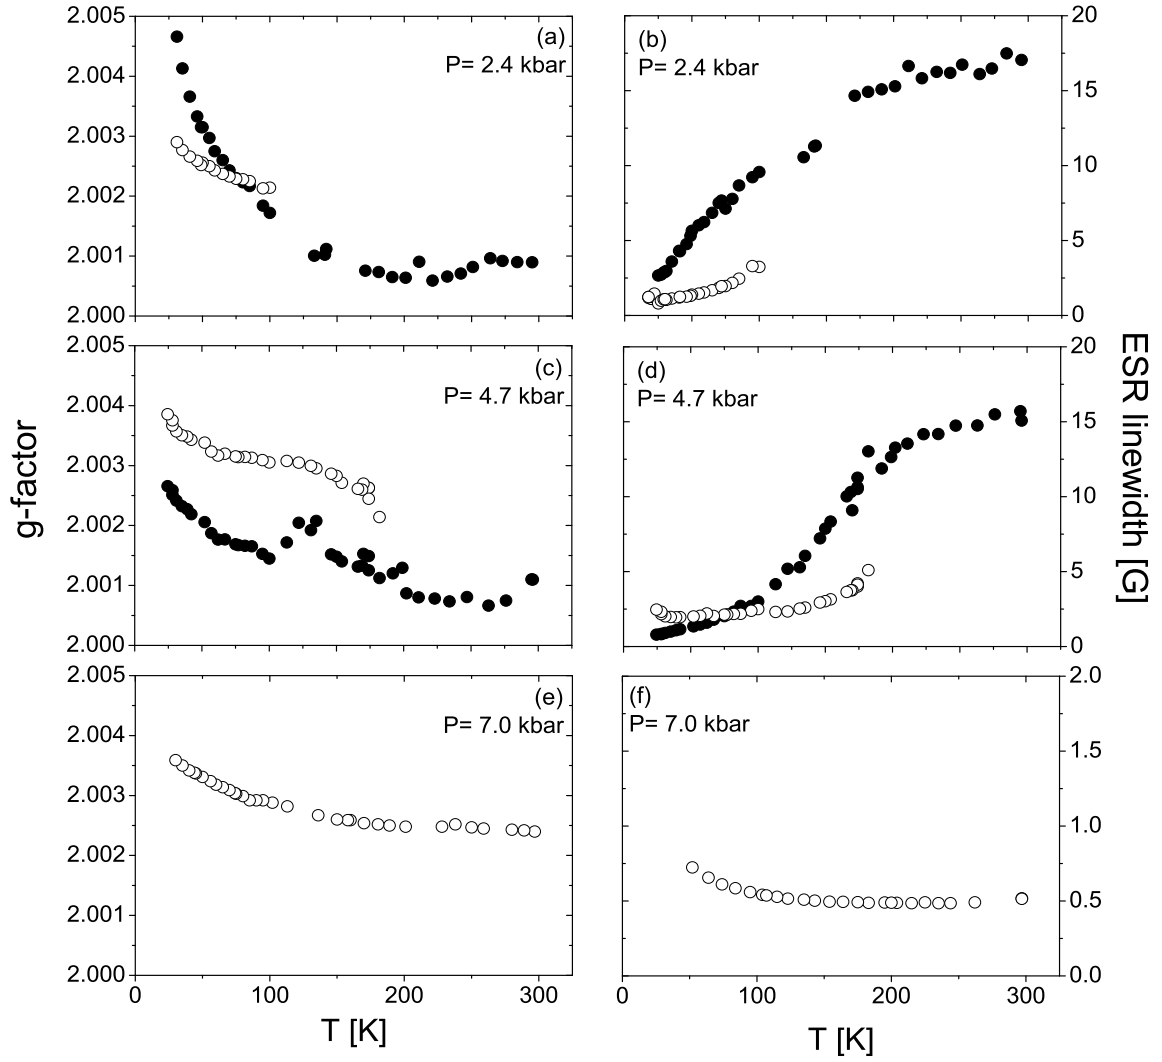 2.005
2.004
2.003
2.002
2.001
2.000
(a)
P= 2.4 kbar
(b)
P= 2.4 kbar
20
15
10
5
0
2.005
2.004
2.003
2.002
2.001
2.000
(c)
P= 4.7 kbar
(d)
P= 4.7 kbar
20
15
10
5
0
g-factor
ESR linewidth [G]
2.005
2.004
2.003
2.002
2.001
2.000
(e)
P= 7.0 kbar
(f)
P= 7.0 kbar
2.0
1.5
1.0
0.5
0.0
0 100 200 300
T [K]
0 100 200 300
T [K]